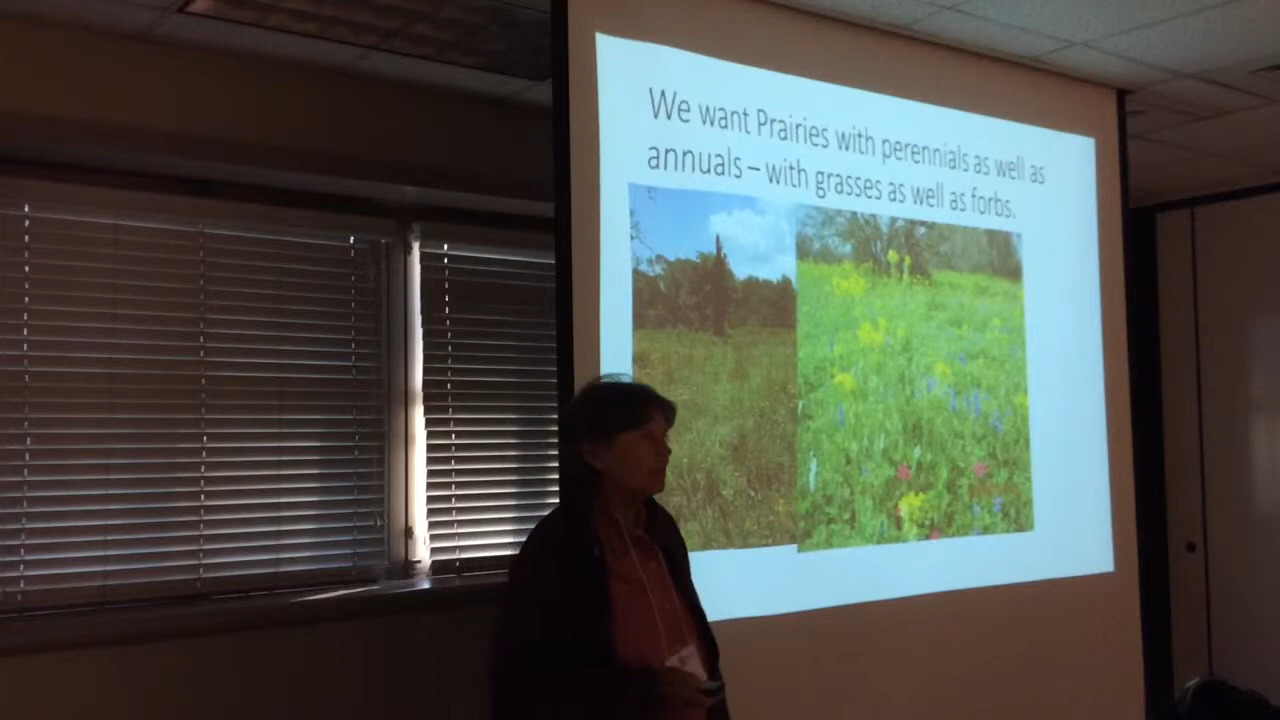 We want Prairies with perennials as well as
annuals – with grasses as well as forbs.